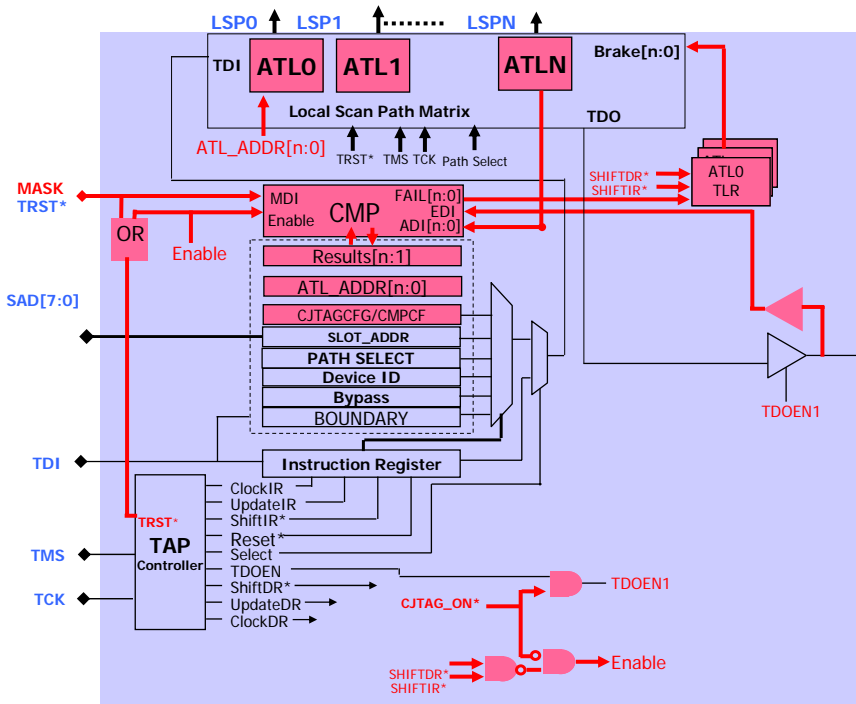 LSP0 LSP1 LSPN
TDI ATL0 ATL1 ATLN Brake[n:0]
Local Scan Path Matrix TDO
ATL_ADDR[n:0] TRST* TMS TCK Path Select
SHIFTDR*
SHIFTIR*
ATL0
TLR
MASK
TRST*
MDI FAIL[n:0]
Enable CMP EDI
ADI[n:0]
OR
Enable
Results[n:1]
ATL_ADDR[n:0]
SAD[7:0]
CJTAGCFG/CMPCF
SLOT_ADDR
PATH SELECT
Device ID
Bypass
BOUNDARY
TDOEN1
TDI
Instruction Register
ClockIR
UpdateIR
TRST* ShiftIR*
TAP Reset*
Controller Select
TMS
TDOEN
ShiftDR*
TCK
UpdateDR
ClockDR
TDOEN1
CJTAG_ON*
SHIFTDR*
SHIFTIR*
Enable